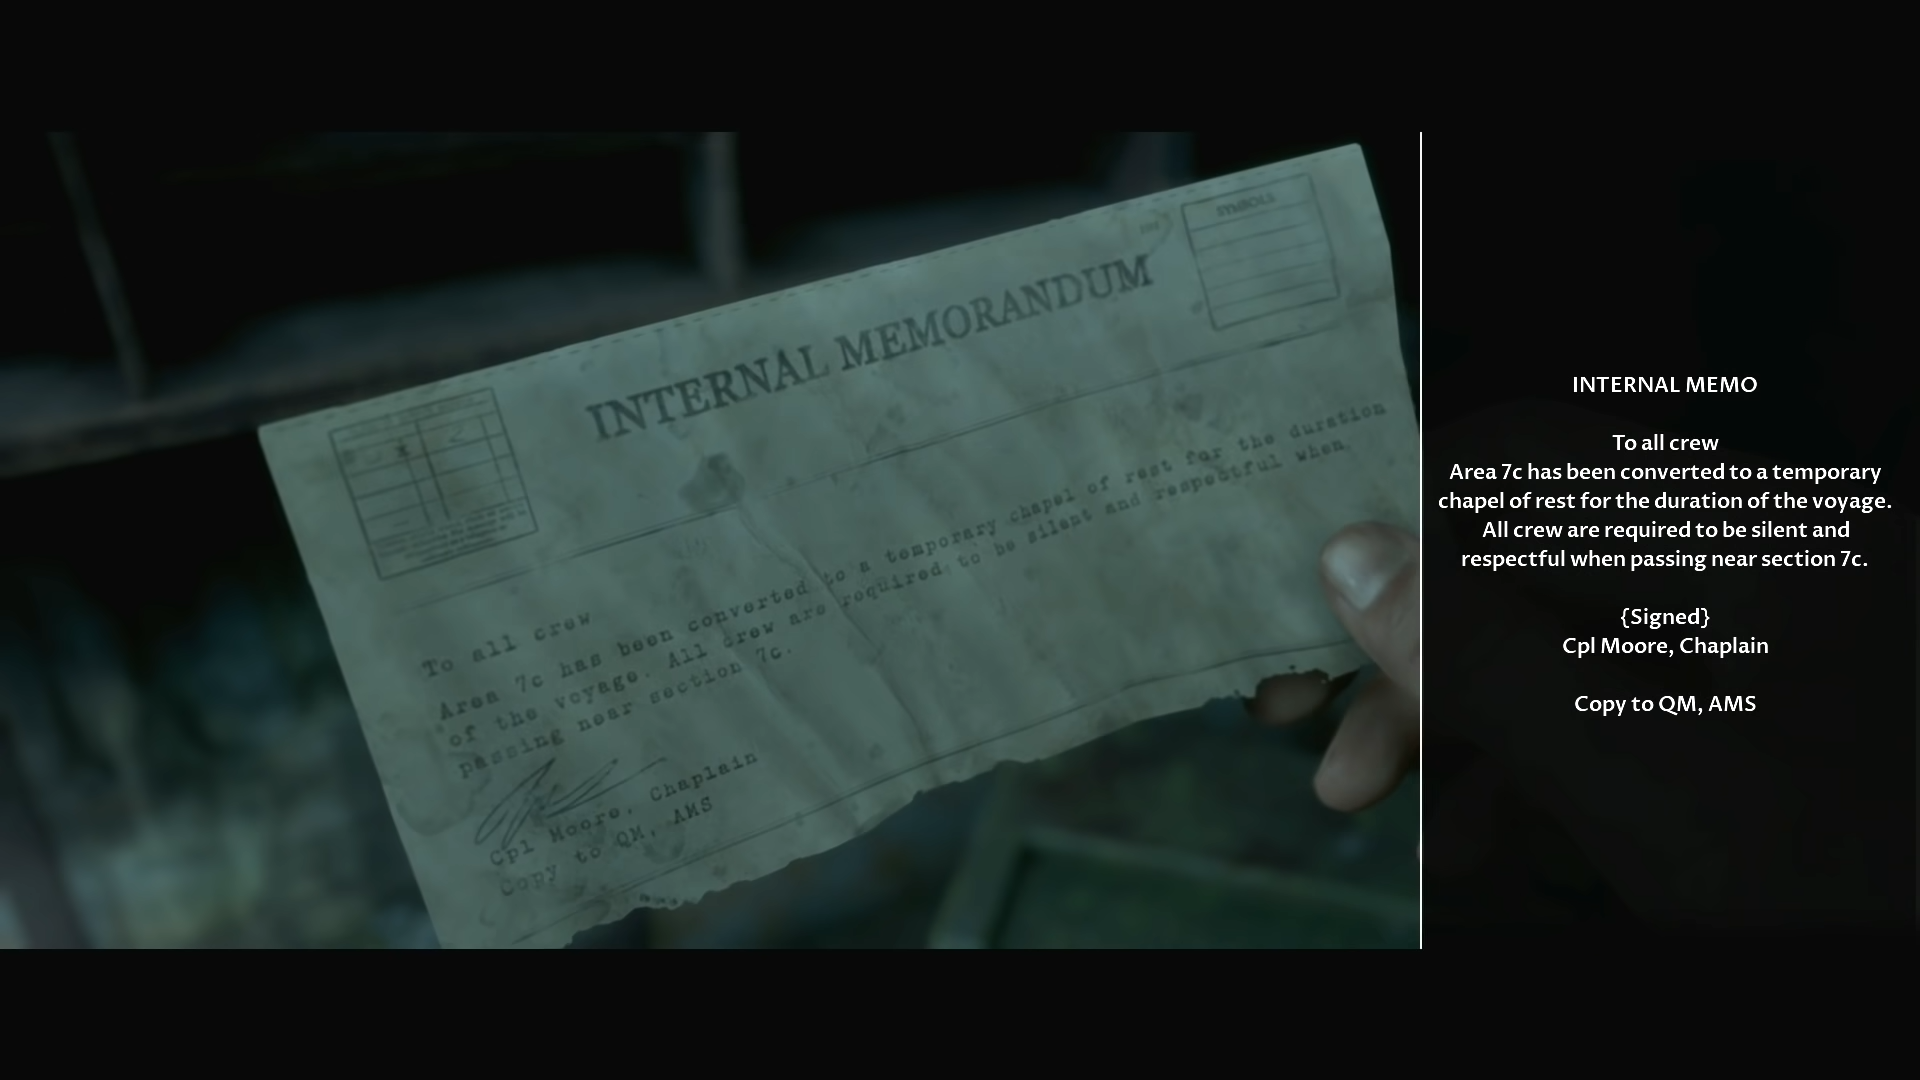 SYMBOLS
INTERNAL MEMORANDUM
To all crew
Area 7c has been converted to a temporary chapel of rest for the duration
of the voyage. All crew are required to be silent and respectful when
passing near section 7c.
Cpl Moore, Chaplain
Copy to QM, AMS
INTERNAL MEMO
To all crew
Area 7c has been converted to a temporary
chapel of rest for the duration of the voyage.
All crew are required to be silent and
respectful when passing near section 7c.
{Signed}
Cpl Moore, Chaplain
Copy to QM, AMS